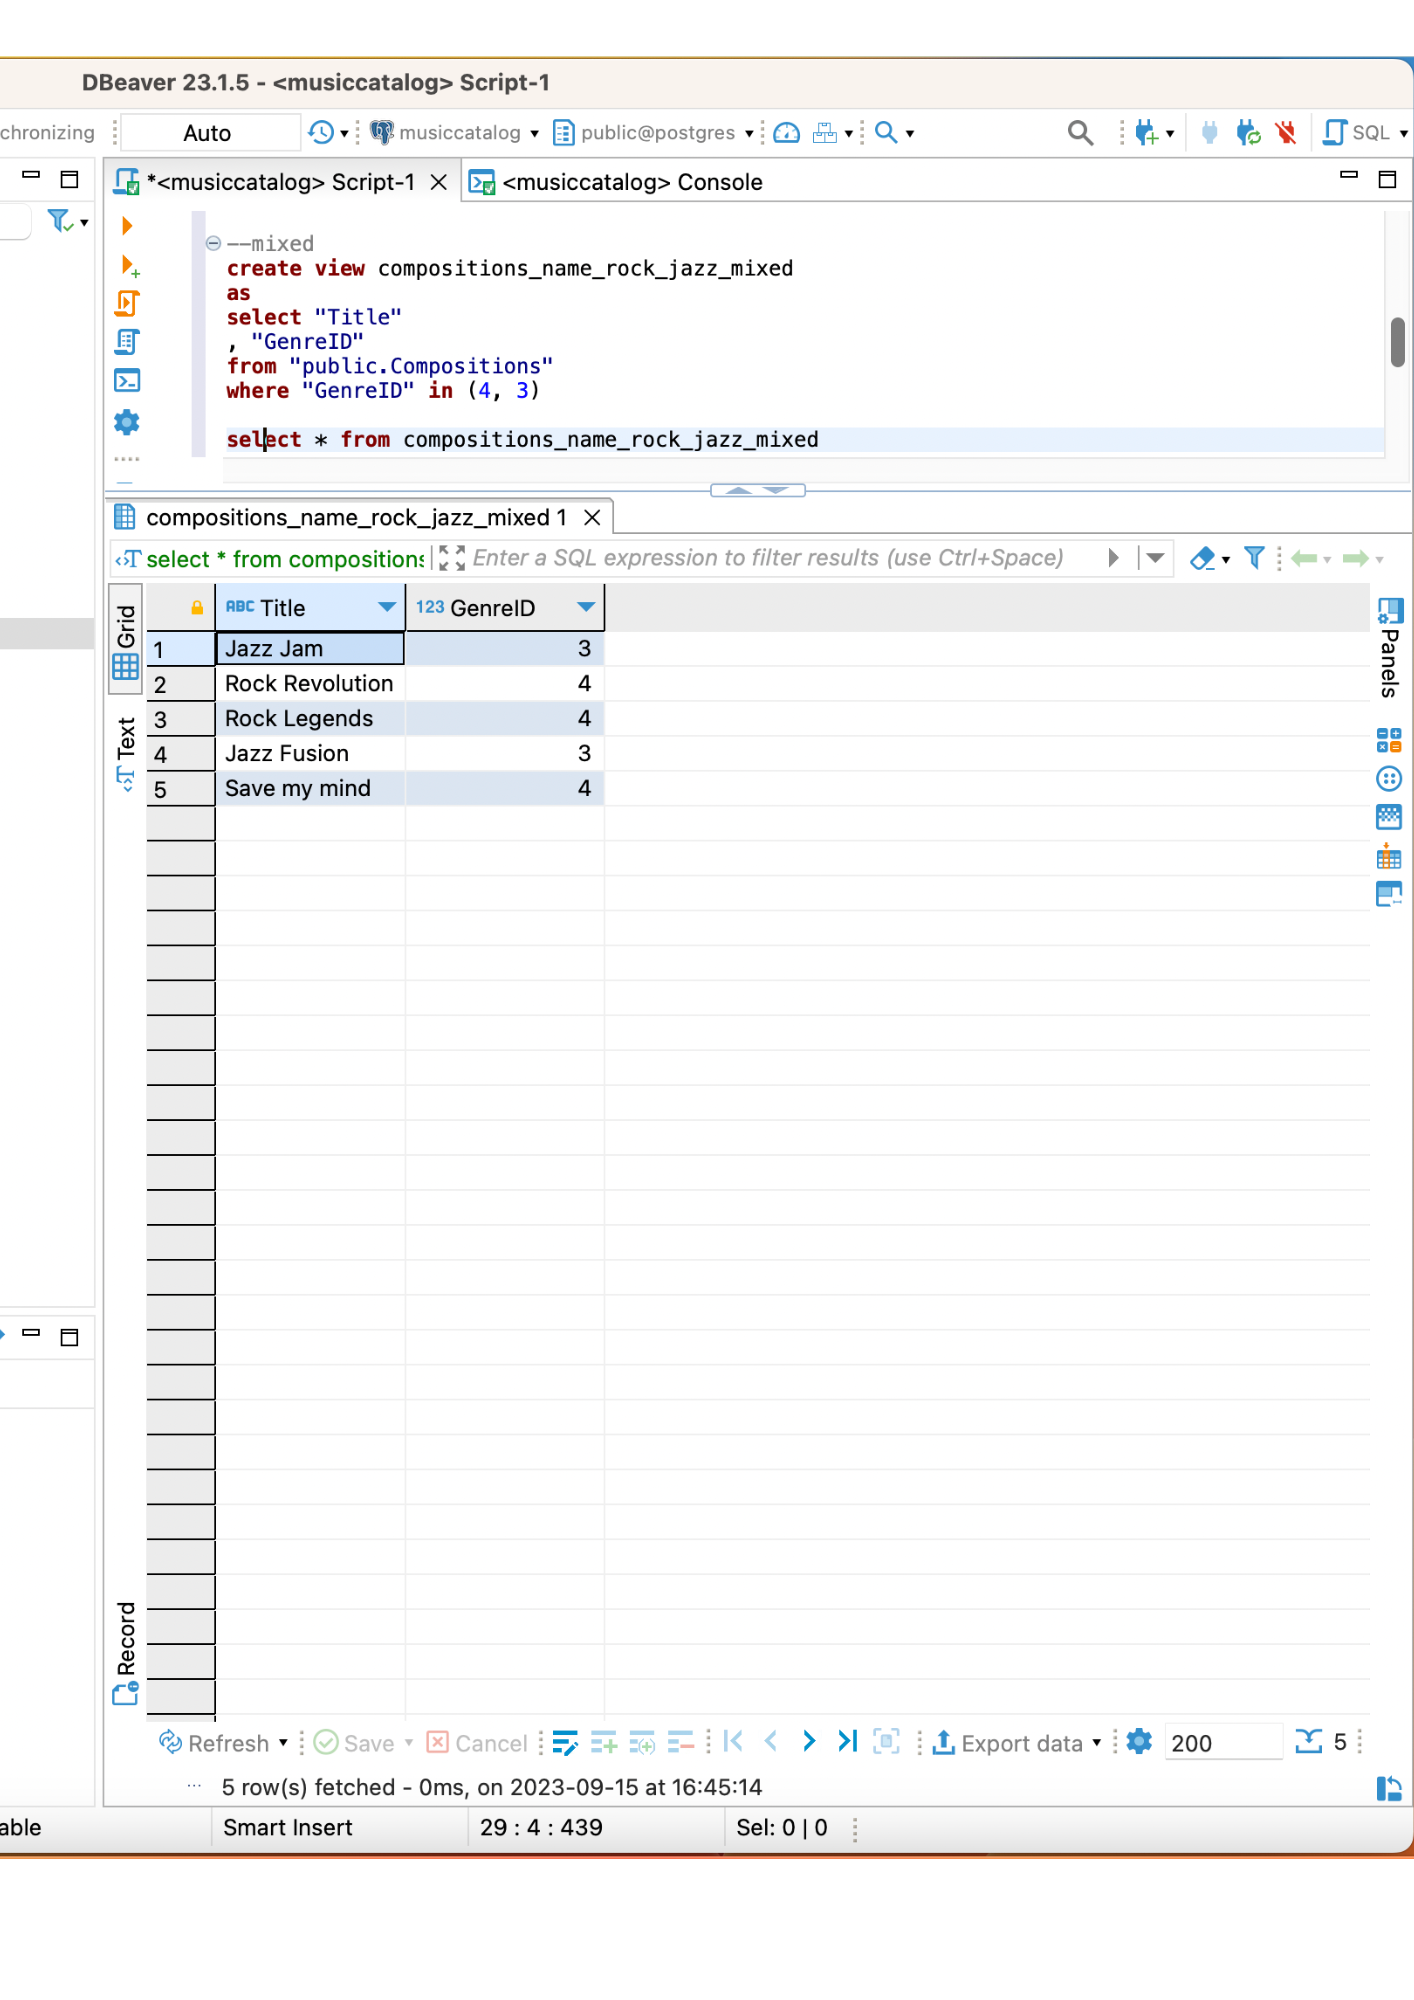 DBeaver 23.1.5 - <musiccatalog> Script-1
chronizing Auto musiccatalog public@postgres SQL
*<musiccatalog> Script-1 <musiccatalog> Console
--mixed
create view compositions_name_rock_jazz_mixed
as
select "Title"
, "GenreID"
from "public.Compositions"
where "GenreID" in (4, 3)
select * from compositions_name_rock_jazz_mixed
compositions_name_rock_jazz_mixed 1
select * from compositions Enter a SQL expression to filter results (use Ctrl+Space)
Grid
Text
Record
Panels
ABC Title 123 GenreID
1 Jazz Jam 3
2 Rock Revolution 4
3 Rock Legends 4
4 Jazz Fusion 3
5 Save my mind 4
Refresh Save Cancel Export data 200 5
... 5 row(s) fetched - 0ms, on 2023-09-15 at 16:45:14
able Smart Insert 29 : 4 : 439 Sel: 0 | 0